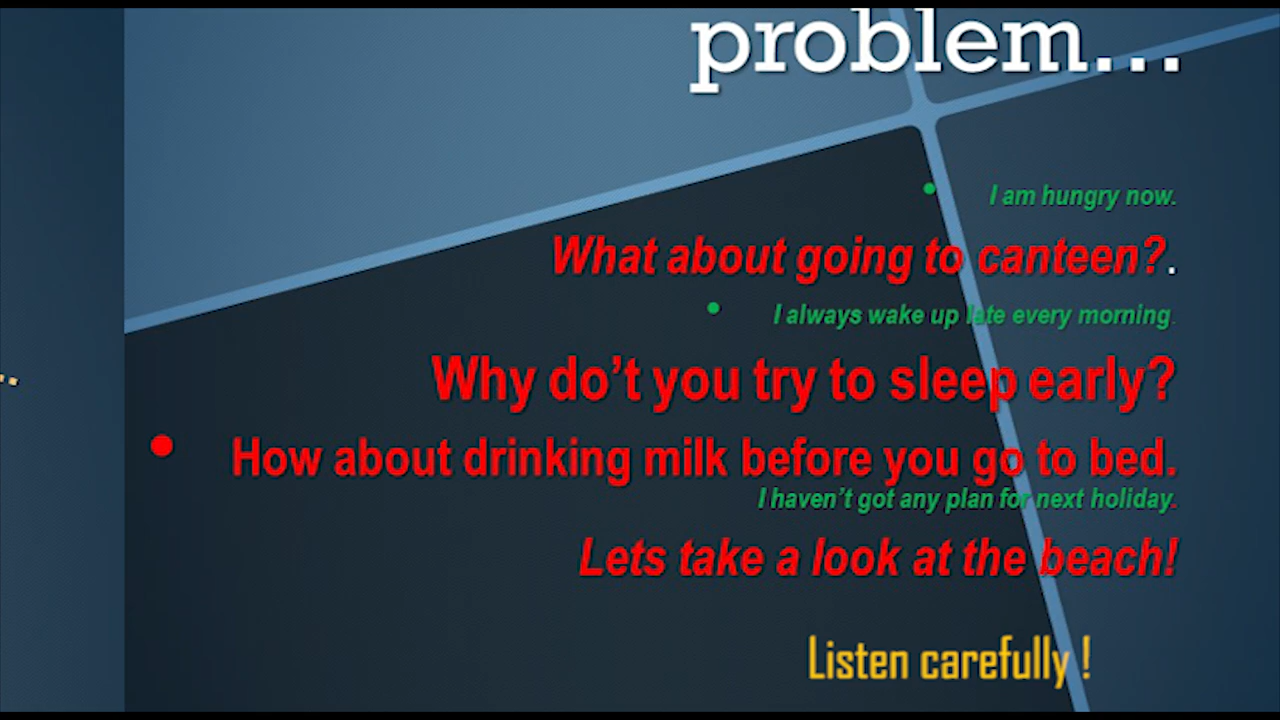 problem...
• I am hungry now.
What about going to canteen?.
• I always wake up late every morning.
Why do’t you try to sleep early?
• How about drinking milk before you go to bed.
I haven’t got any plan for next holiday.
Lets take a look at the beach!
Listen carefully !